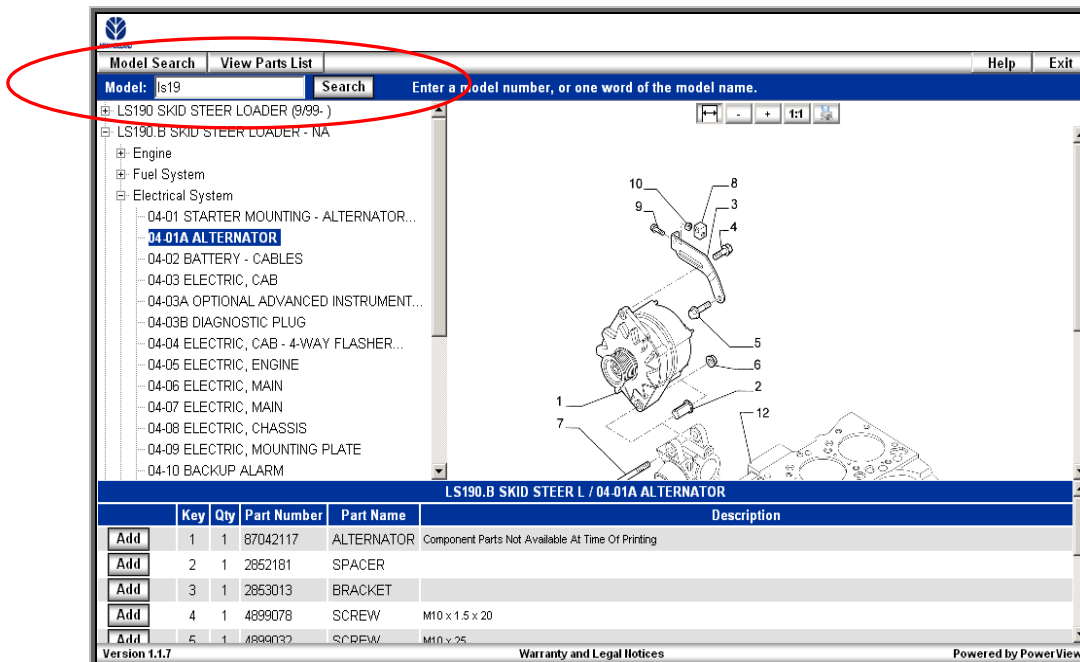 Model Search View Parts List Help Exit
Model: ls19 Search Enter a model number, or one word of the model name.
LS190 SKID STEER LOADER (9/99- )
LS190.B SKID STEER LOADER - NA
Engine
Fuel System
Electrical System
04-01 STARTER MOUNTING - ALTERNATOR...
04-01A ALTERNATOR
04-02 BATTERY - CABLES
04-03 ELECTRIC, CAB
04-03A OPTIONAL ADVANCED INSTRUMENT...
04-03B DIAGNOSTIC PLUG
04-04 ELECTRIC, CAB - 4-WAY FLASHER...
04-05 ELECTRIC, ENGINE
04-06 ELECTRIC, MAIN
04-07 ELECTRIC, MAIN
04-08 ELECTRIC, CHASSIS
04-09 ELECTRIC, MOUNTING PLATE
04-10 BACKUP ALARM
- + 1:1
10 8
9 3
4
5
6
1 2
7 12
LS190.B SKID STEER L / 04-01A ALTERNATOR
Key Qty Part Number Part Name Description
Add 1 1 87042117 ALTERNATOR Component Parts Not Available At Time Of Printing
Add 2 1 2852181 SPACER
Add 3 1 2853013 BRACKET
Add 4 1 4899078 SCREW M10 x 1.5 x 20
Add 5 1 4899032 SCREW M10 x 25
Version 1.1.7 Warranty and Legal Notices Powered by PowerView